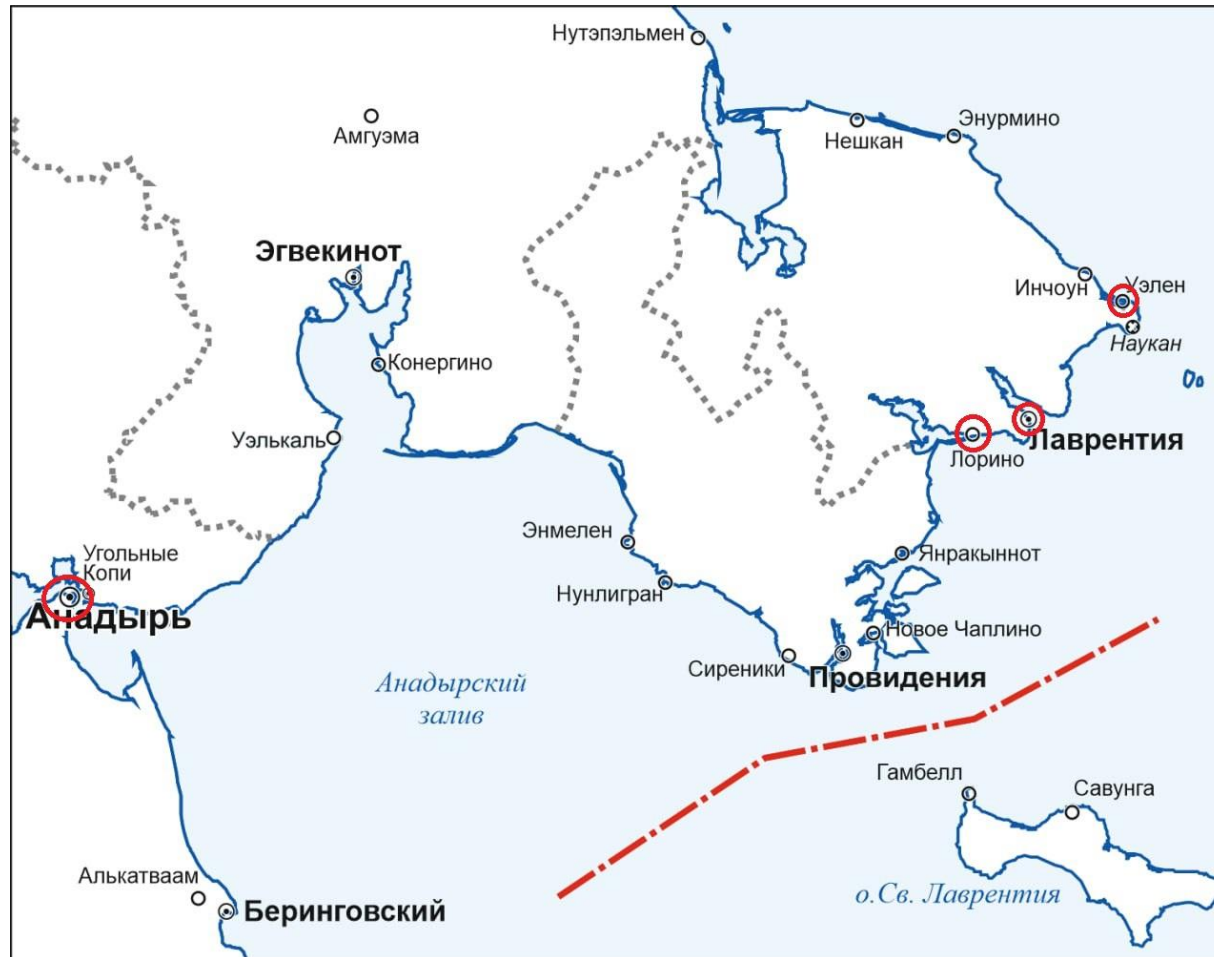 Нутэпэльмен
Амгуэма
Нешкан
Энурмино
Эгвекинот
Инчоун
Уэлен
Наукан
Конергино
Уэлькаль
Лаврентия
Лорино
Энмелен
Янракыннот
Угольные
Копи
Анадырь
Нунлигран
Новое Чаплино
Сиреники
Провидения
Анадырский
залив
Гамбелл
Савунга
Алькатваам
Беринговский
о.Св. Лаврентия